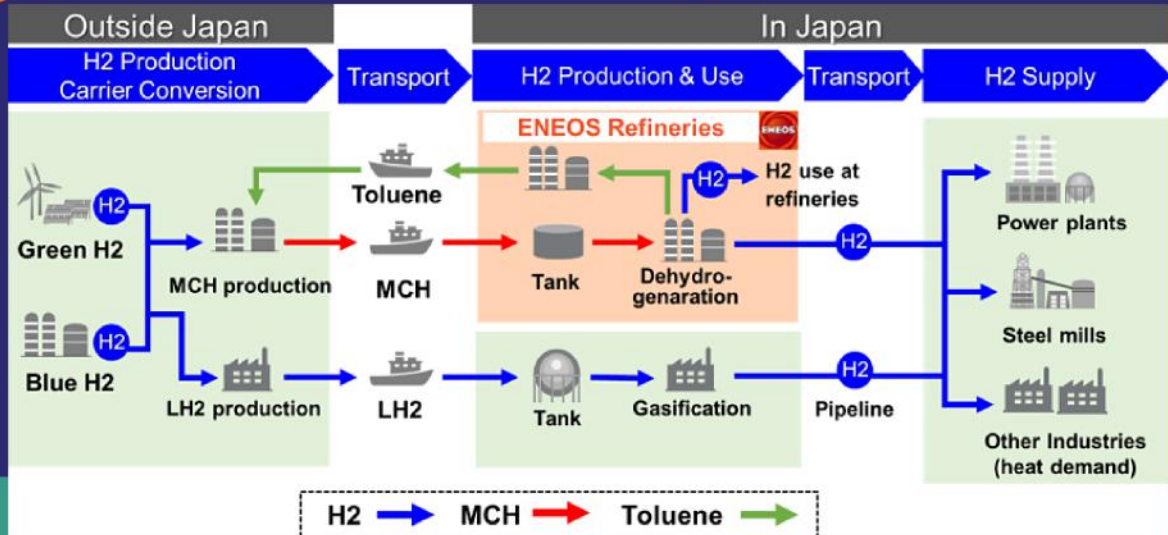 Outside Japan
In Japan
H2 Production
Carrier Conversion
Transport
H2 Production & Use
Transport
H2 Supply
ENEOS Refineries
ENEOS
Green H2
H2
Blue H2
H2
MCH production
LH2 production
Toluene
MCH
LH2
Tank
Dehydro-
genaration
H2
H2 use at
refineries
Tank
Gasification
H2
H2
Pipeline
Power plants
Steel mills
Other Industries
(heat demand)
H2
MCH
Toluene